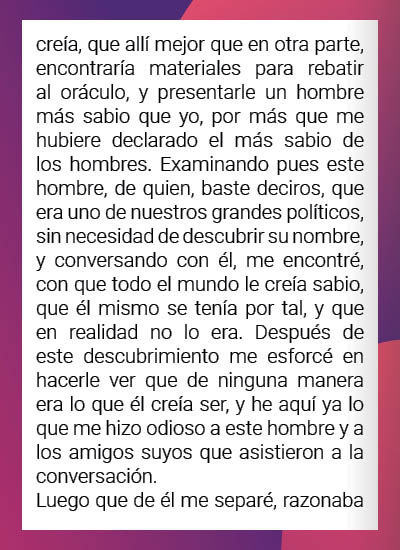 creía, que allí mejor que en otra parte,
encontraría materiales para rebatir
al oráculo, y presentarle un hombre
más sabio que yo, por más que me
hubiere declarado el más sabio de
los hombres. Examinando pues este
hombre, de quien, baste deciros, que
era uno de nuestros grandes políticos,
sin necesidad de descubrir su nombre,
y conversando con él, me encontré,
con que todo el mundo le creía sabio,
que él mismo se tenía por tal, y que
en realidad no lo era. Después de
este descubrimiento me esforcé en
hacerle ver que de ninguna manera
era lo que él creía ser, y he aquí ya lo
que me hizo odioso a este hombre y a
los amigos suyos que asistieron a la
conversación.
Luego que de él me separé, razonaba